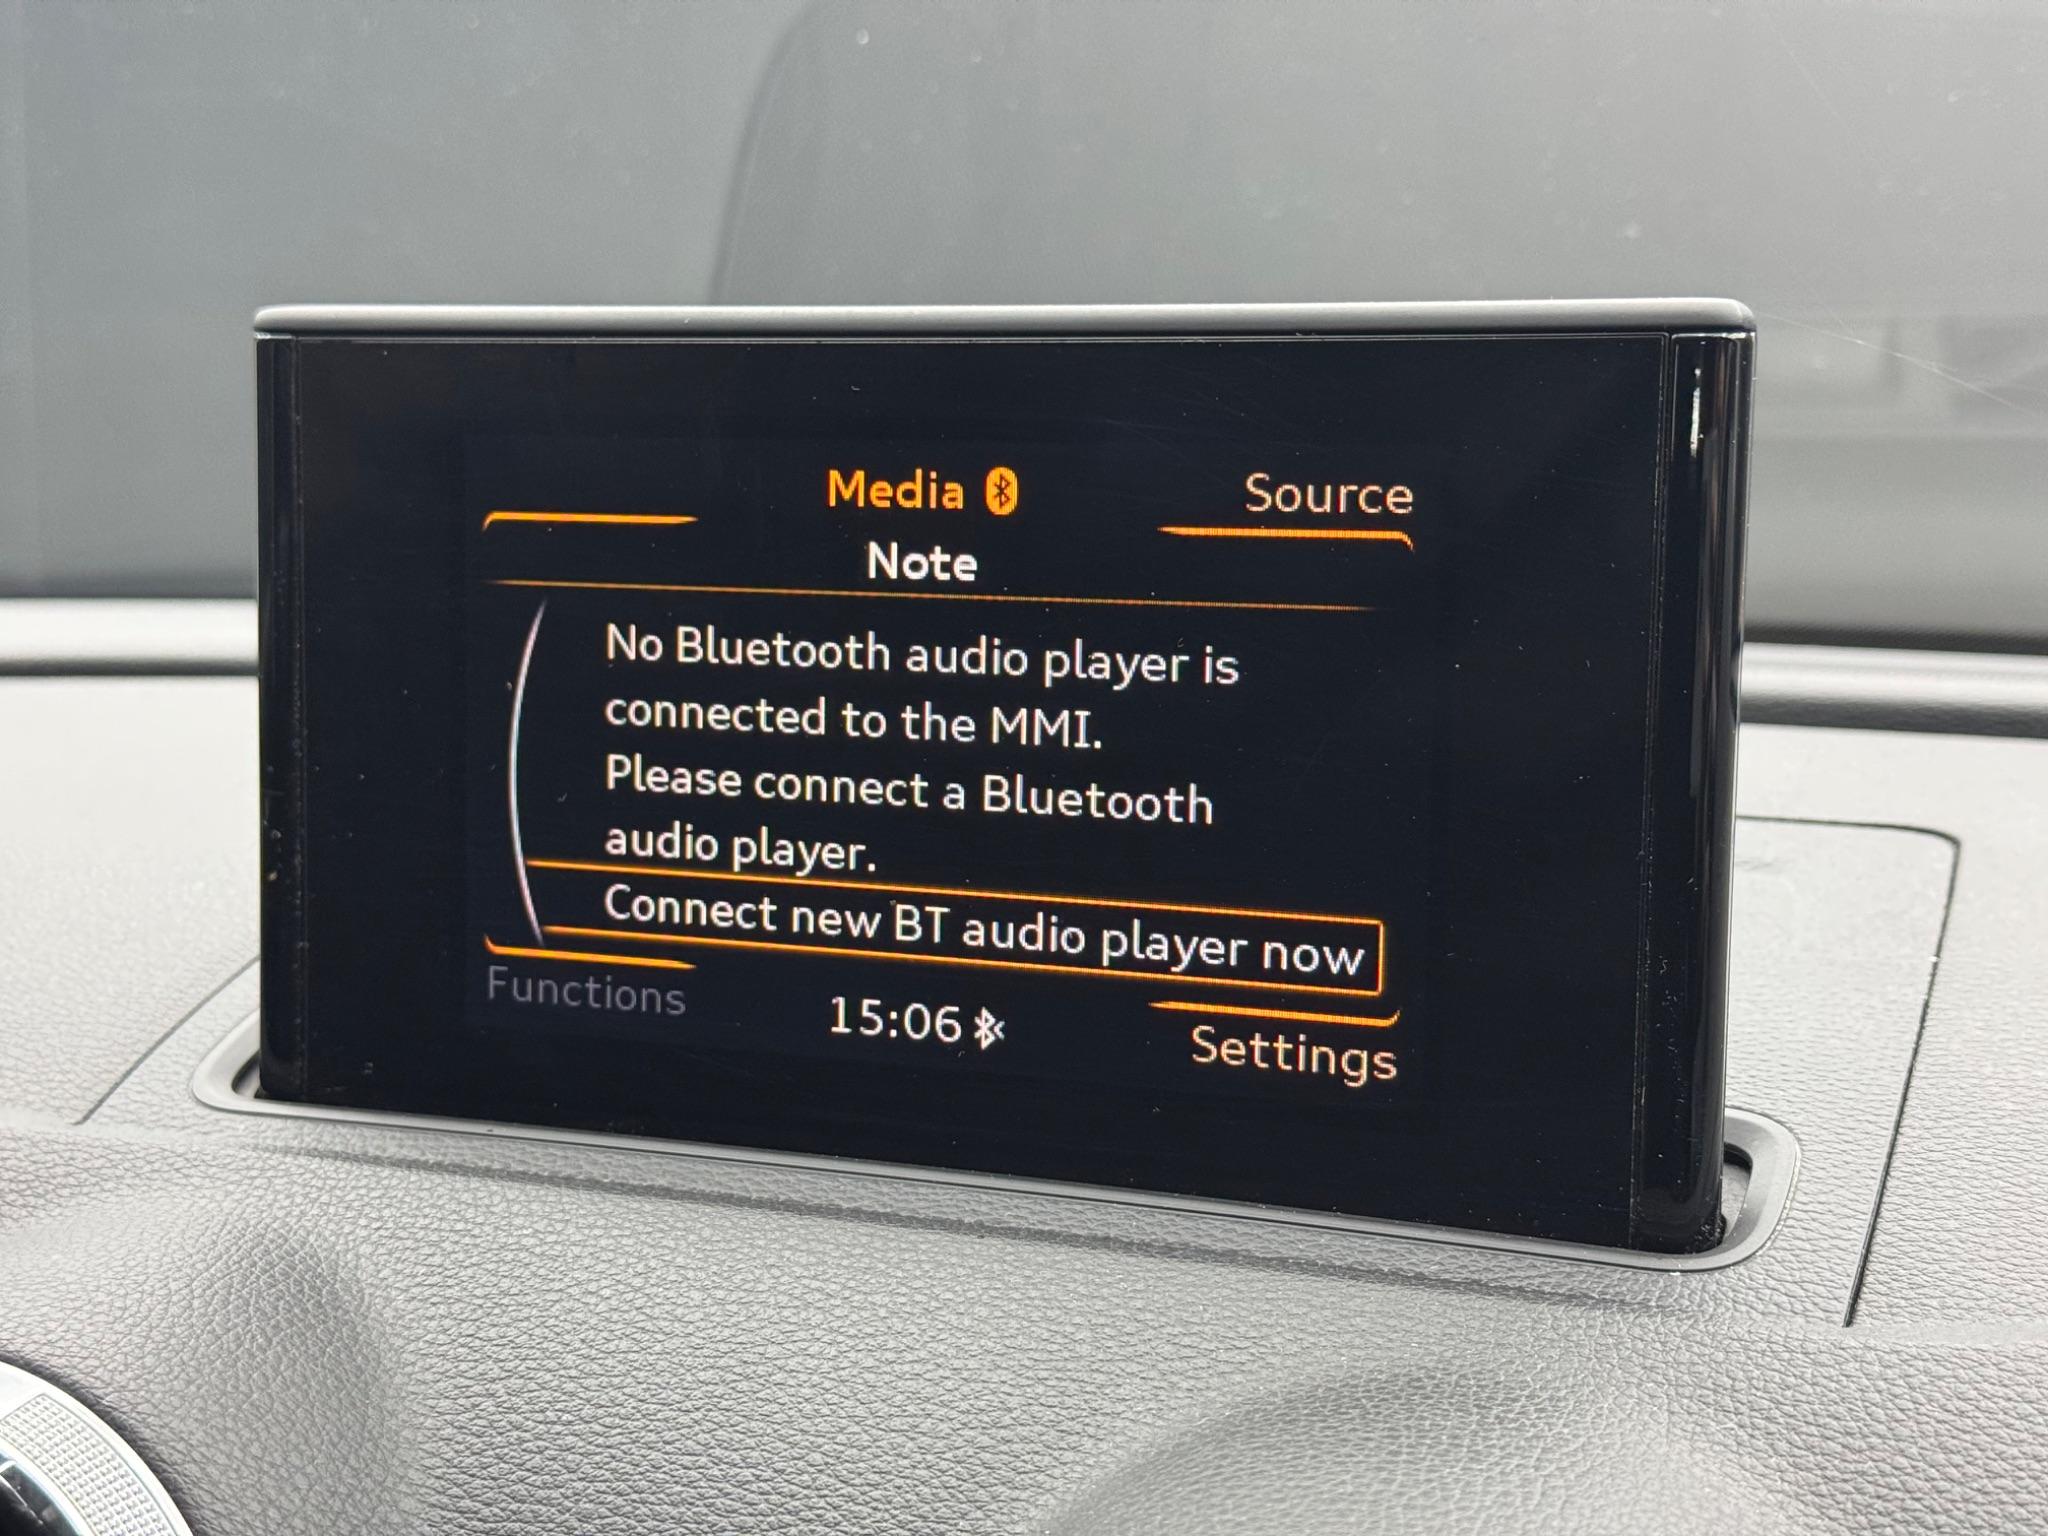 Media
Source
Note
No Bluetooth audio player is
connected to the MMI.
Please connect a Bluetooth
audio player.
Connect new BT audio player now
Functions
15:06
Settings